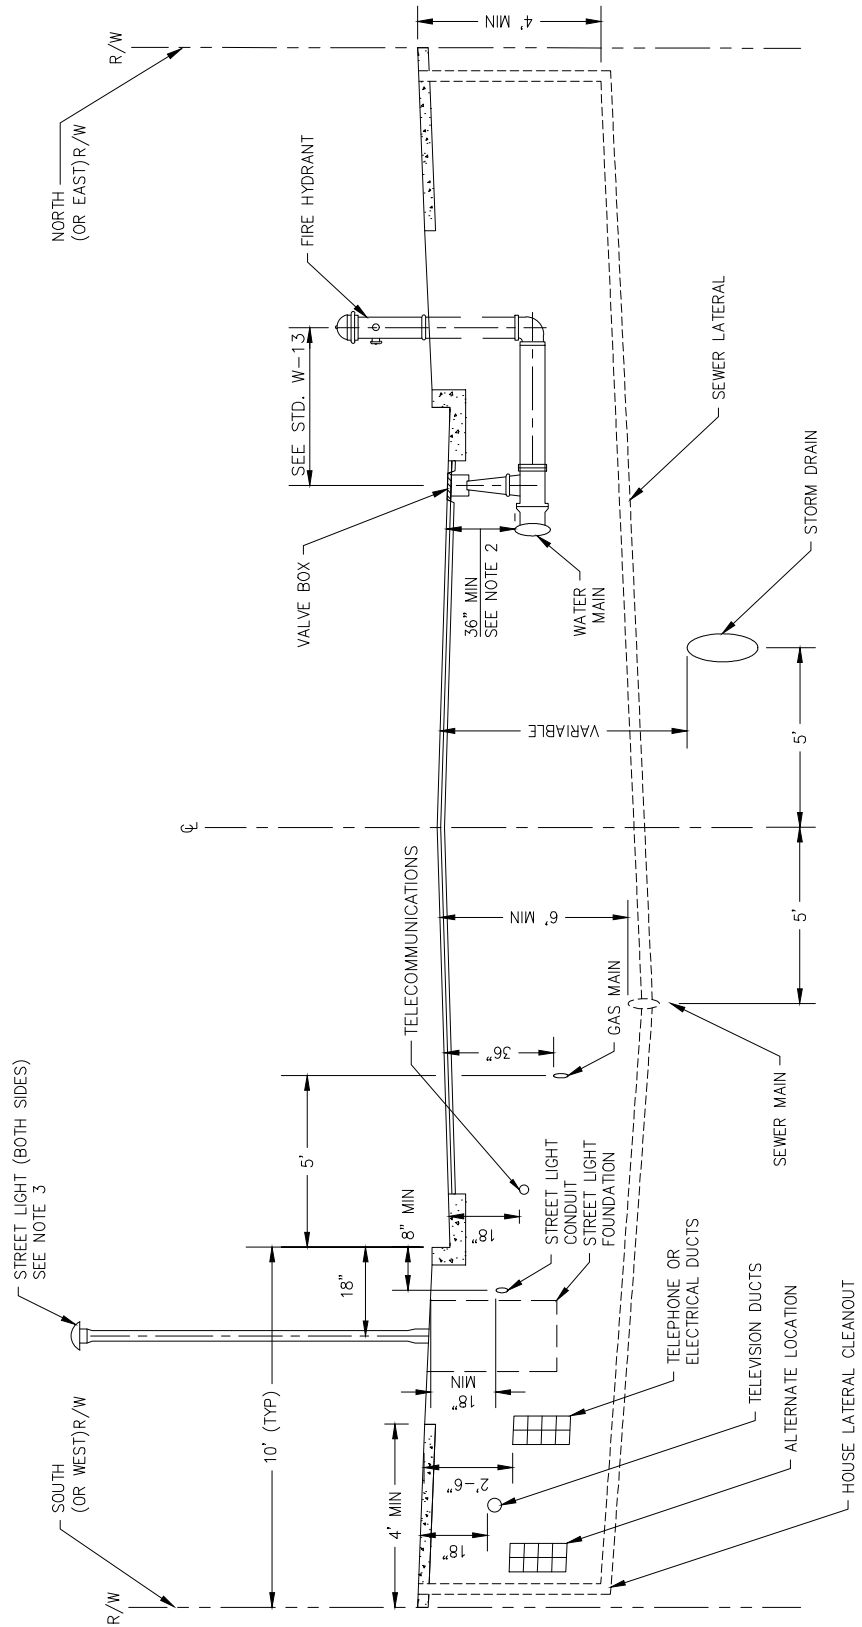 R/W
NORTH
(OR EAST)R/W
4' MIN
FIRE HYDRANT
SEE STD. W-13
VALVE BOX
36" MIN
SEE NOTE 2
WATER
MAIN
SEWER LATERAL
STORM DRAIN
VARIABLE
5'
℄
6' MIN
5'
TELECOMMUNICATIONS
GAS MAIN
36"
SEWER MAIN
STREET LIGHT (BOTH SIDES)
SEE NOTE 3
5'
8" MIN
18"
18"
STREET LIGHT
CONDUIT
STREET LIGHT
FOUNDATION
10' (TYP)
18"
MIN
TELEPHONE OR
ELECTRICAL DUCTS
2'-6"
4' MIN
18"
TELEVISION DUCTS
ALTERNATE LOCATION
HOUSE LATERAL CLEANOUT
SOUTH
(OR WEST)R/W
R/W